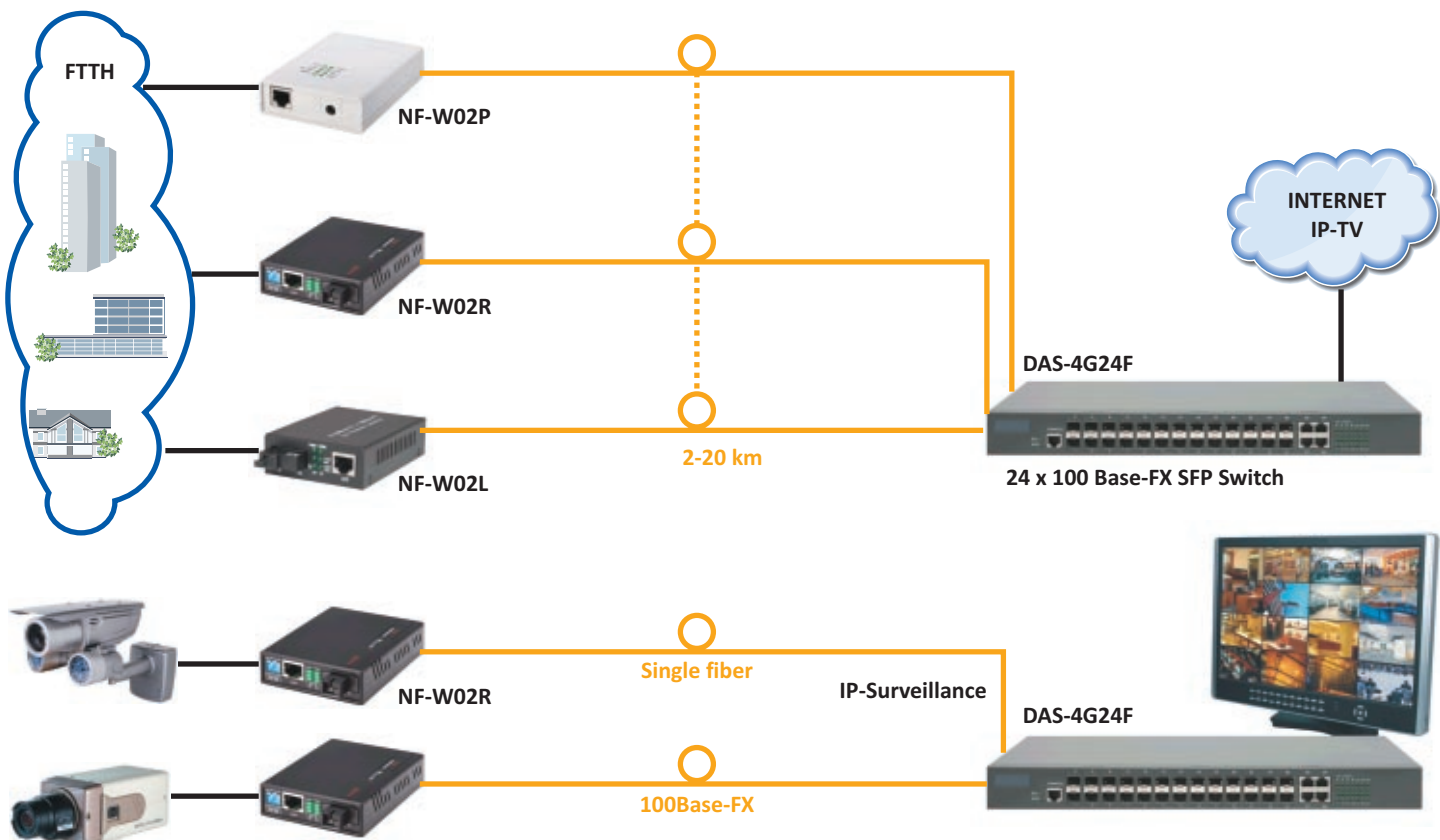 FTTH
NF-W02P
NF-W02R
NF-W02L
2-20 km
INTERNET
IP-TV
DAS-4G24F
24 x 100 Base-FX SFP Switch
NF-W02R
Single fiber
IP-Surveillance
DAS-4G24F
100Base-FX